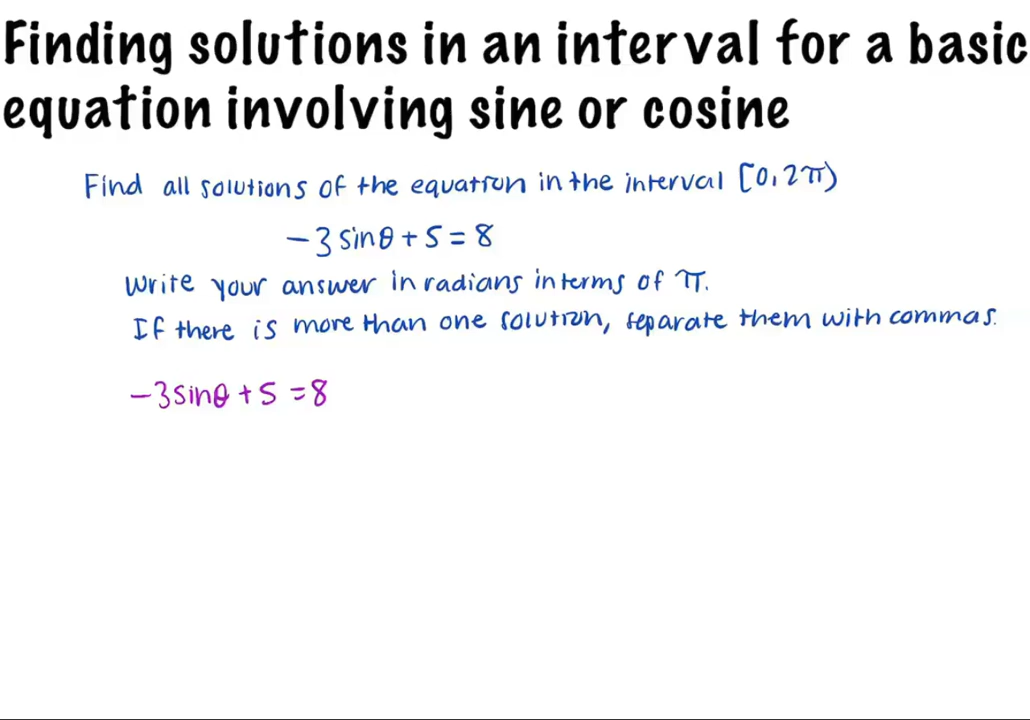 Finding solutions in an interval for a basic
equation involving sine or cosine
Find all solutions of the equation in the interval [0, 2π)
-3 sinθ + 5 = 8
Write your answer in radians in terms of π.
If there is more than one solution, separate them with commas.
-3sinθ + 5 = 8